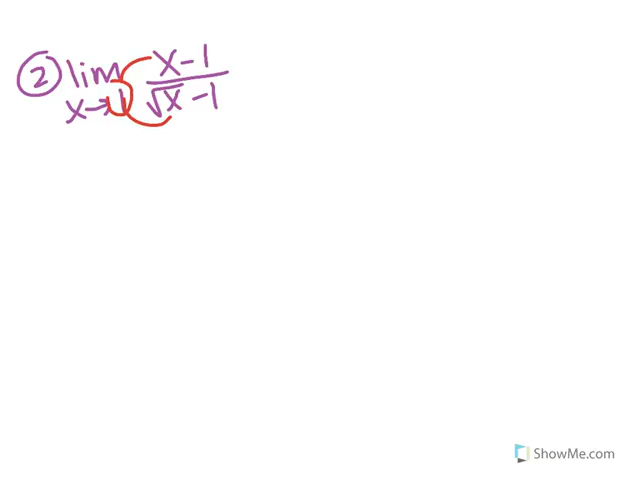 ② lim x→1 (x-1)/(√x -1)
ShowMe.com